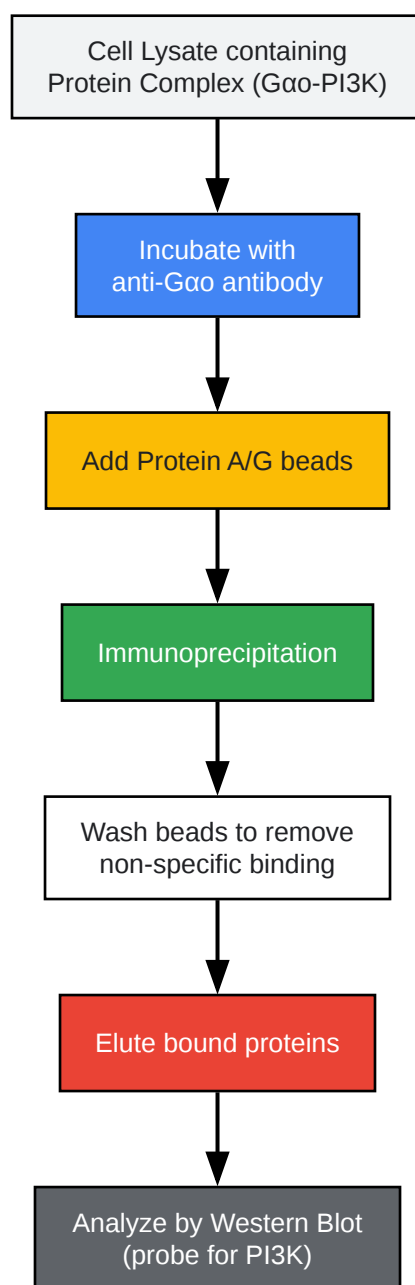 Cell Lysate containing
Protein Complex (Gαo-PI3K)
Incubate with
anti-Gαo antibody
Add Protein A/G beads
Immunoprecipitation
Wash beads to remove
non-specific binding
Elute bound proteins
Analyze by Western Blot
(probe for PI3K)